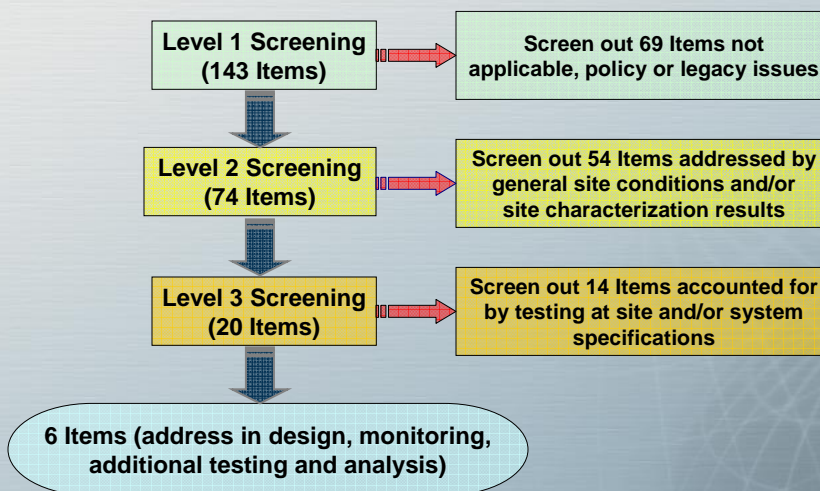 Level 1 Screening
(143 Items)
Screen out 69 Items not
applicable, policy or legacy issues
Level 2 Screening
(74 Items)
Screen out 54 Items addressed by
general site conditions and/or
site characterization results
Level 3 Screening
(20 Items)
Screen out 14 Items accounted for
by testing at site and/or system
specifications
6 Items (address in design, monitoring,
additional testing and analysis)